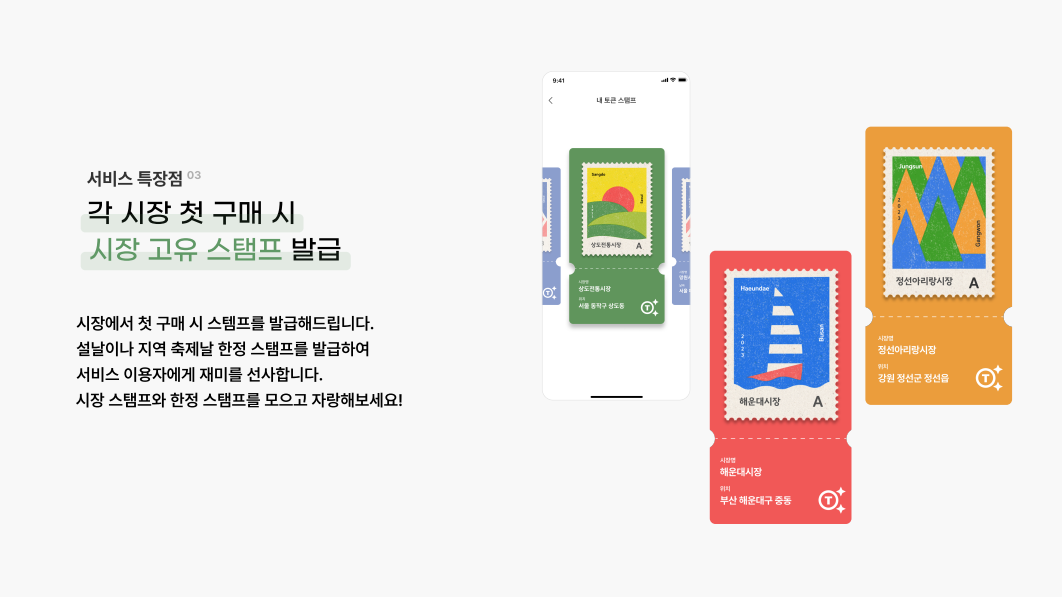 서비스 특장점 03
각 시장 첫 구매 시
시장 고유 스탬프 발급
시장에서 첫 구매 시 스템프를 발급해드립니다.
설날이나 지역 축제날 한정 스탬프를 발급하여
서비스 이용자에게 재미를 선사합니다.
시장 스탬프와 한정 스탬프를 모으고 자랑해보세요!
9:41
내 토큰 스탬프
Sangdo
Seoul
상도전통시장 A
시장명
상도전통시장
위치
서울 동작구 상도동
T
Haeundae
2023
Busan
해운대시장 A
시장명
해운대시장
위치
부산 해운대구 중동
T
Jungsun
2023
Gangwon
정선아리랑시장 A
시장명
정선아리랑시장
위치
강원 정선군 정선읍
T